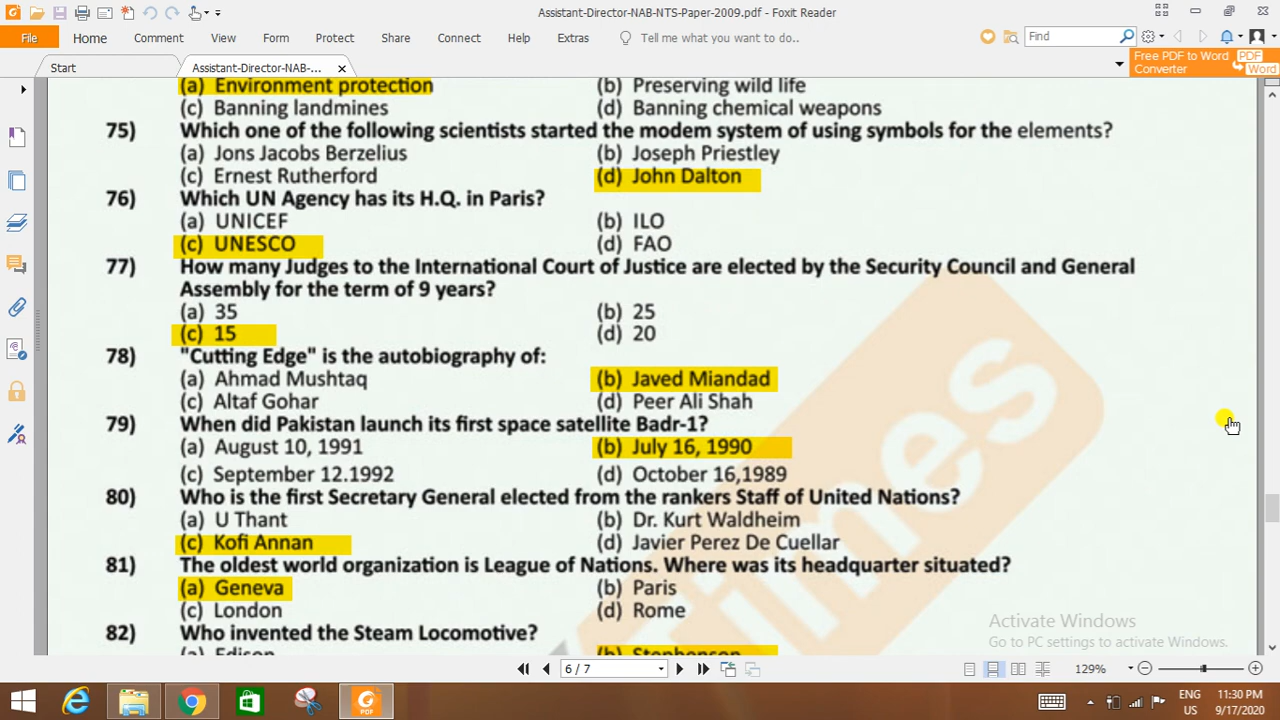 Assistant-Director-NAB-NTS-Paper-2009.pdf - Foxit Reader
File Home Comment View Form Protect Share Connect Help Extras Tell me what you want to do.. Find
Start Assistant-Director-NAB-... Free PDF to Word Converter PDF Word
(a) Environment protection (b) Preserving wild life
(c) Banning landmines (d) Banning chemical weapons
75) Which one of the following scientists started the modem system of using symbols for the elements?
(a) Jons Jacobs Berzelius (b) Joseph Priestley
(c) Ernest Rutherford (d) John Dalton
76) Which UN Agency has its H.Q. in Paris?
(a) UNICEF (b) ILO
(c) UNESCO (d) FAO
77) How many Judges to the International Court of Justice are elected by the Security Council and General
Assembly for the term of 9 years?
(a) 35 (b) 25
(c) 15 (d) 20
78) "Cutting Edge" is the autobiography of:
(a) Ahmad Mushtaq (b) Javed Miandad
(c) Altaf Gohar (d) Peer Ali Shah
79) When did Pakistan launch its first space satellite Badr-1?
(a) August 10, 1991 (b) July 16, 1990
(c) September 12.1992 (d) October 16,1989
80) Who is the first Secretary General elected from the rankers Staff of United Nations?
(a) U Thant (b) Dr. Kurt Waldheim
(c) Kofi Annan (d) Javier Perez De Cuellar
81) The oldest world organization is League of Nations. Where was its headquarter situated?
(a) Geneva (b) Paris
(c) London (d) Rome
82) Who invented the Steam Locomotive?
(a) Edison (b) Stephenson
Times
Activate Windows
Go to PC settings to activate Windows.
6 / 7 129%
ENG 11:30 PM
US 9/17/2020